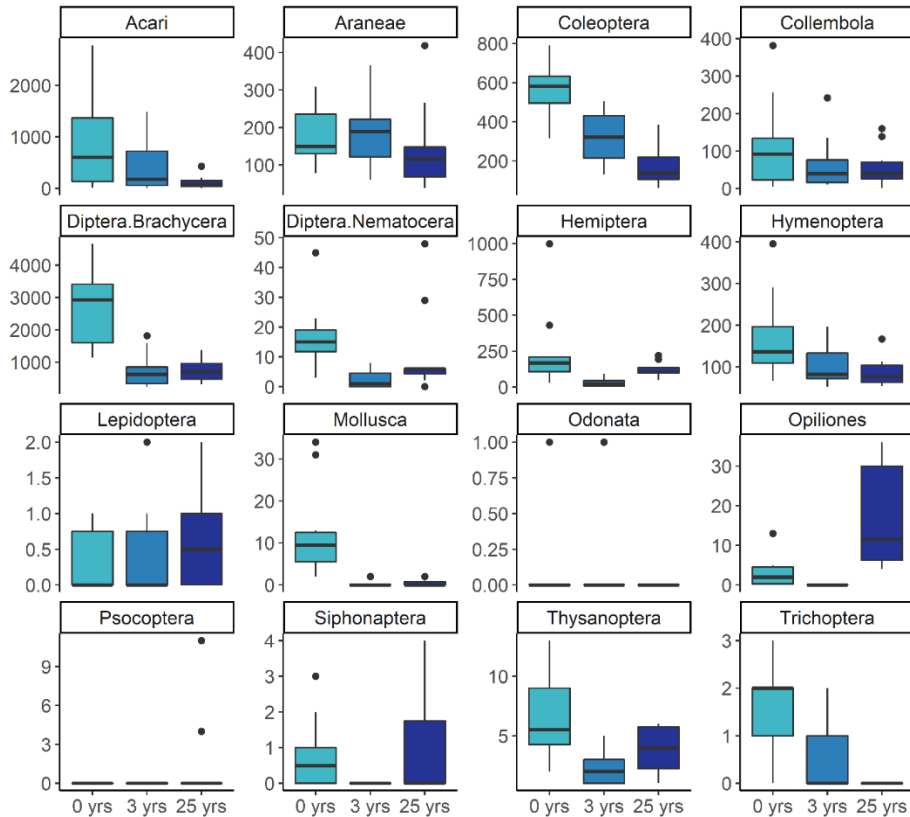 Acari Araneae Coleoptera Collembola
2000 1000 0
400 300 200 100
800 600 400 200
400 300 200 100 0
Diptera.Brachycera Diptera.Nematocera Hemiptera Hymenoptera
4000 3000 2000 1000
50 40 30 20 10 0
1000 750 500 250 0
400 300 200 100
Lepidoptera Mollusca Odonata Opiliones
2.0 1.5 1.0 0.5 0.0
30 20 10 0
1.00 0.75 0.50 0.25 0.00
30 20 10 0
Psocoptera Siphonaptera Thysanoptera Trichoptera
9 6 3 0
4 3 2 1 0
10 5
3 2 1 0
0 yrs 3 yrs 25 yrs 0 yrs 3 yrs 25 yrs 0 yrs 3 yrs 25 yrs 0 yrs 3 yrs 25 yrs